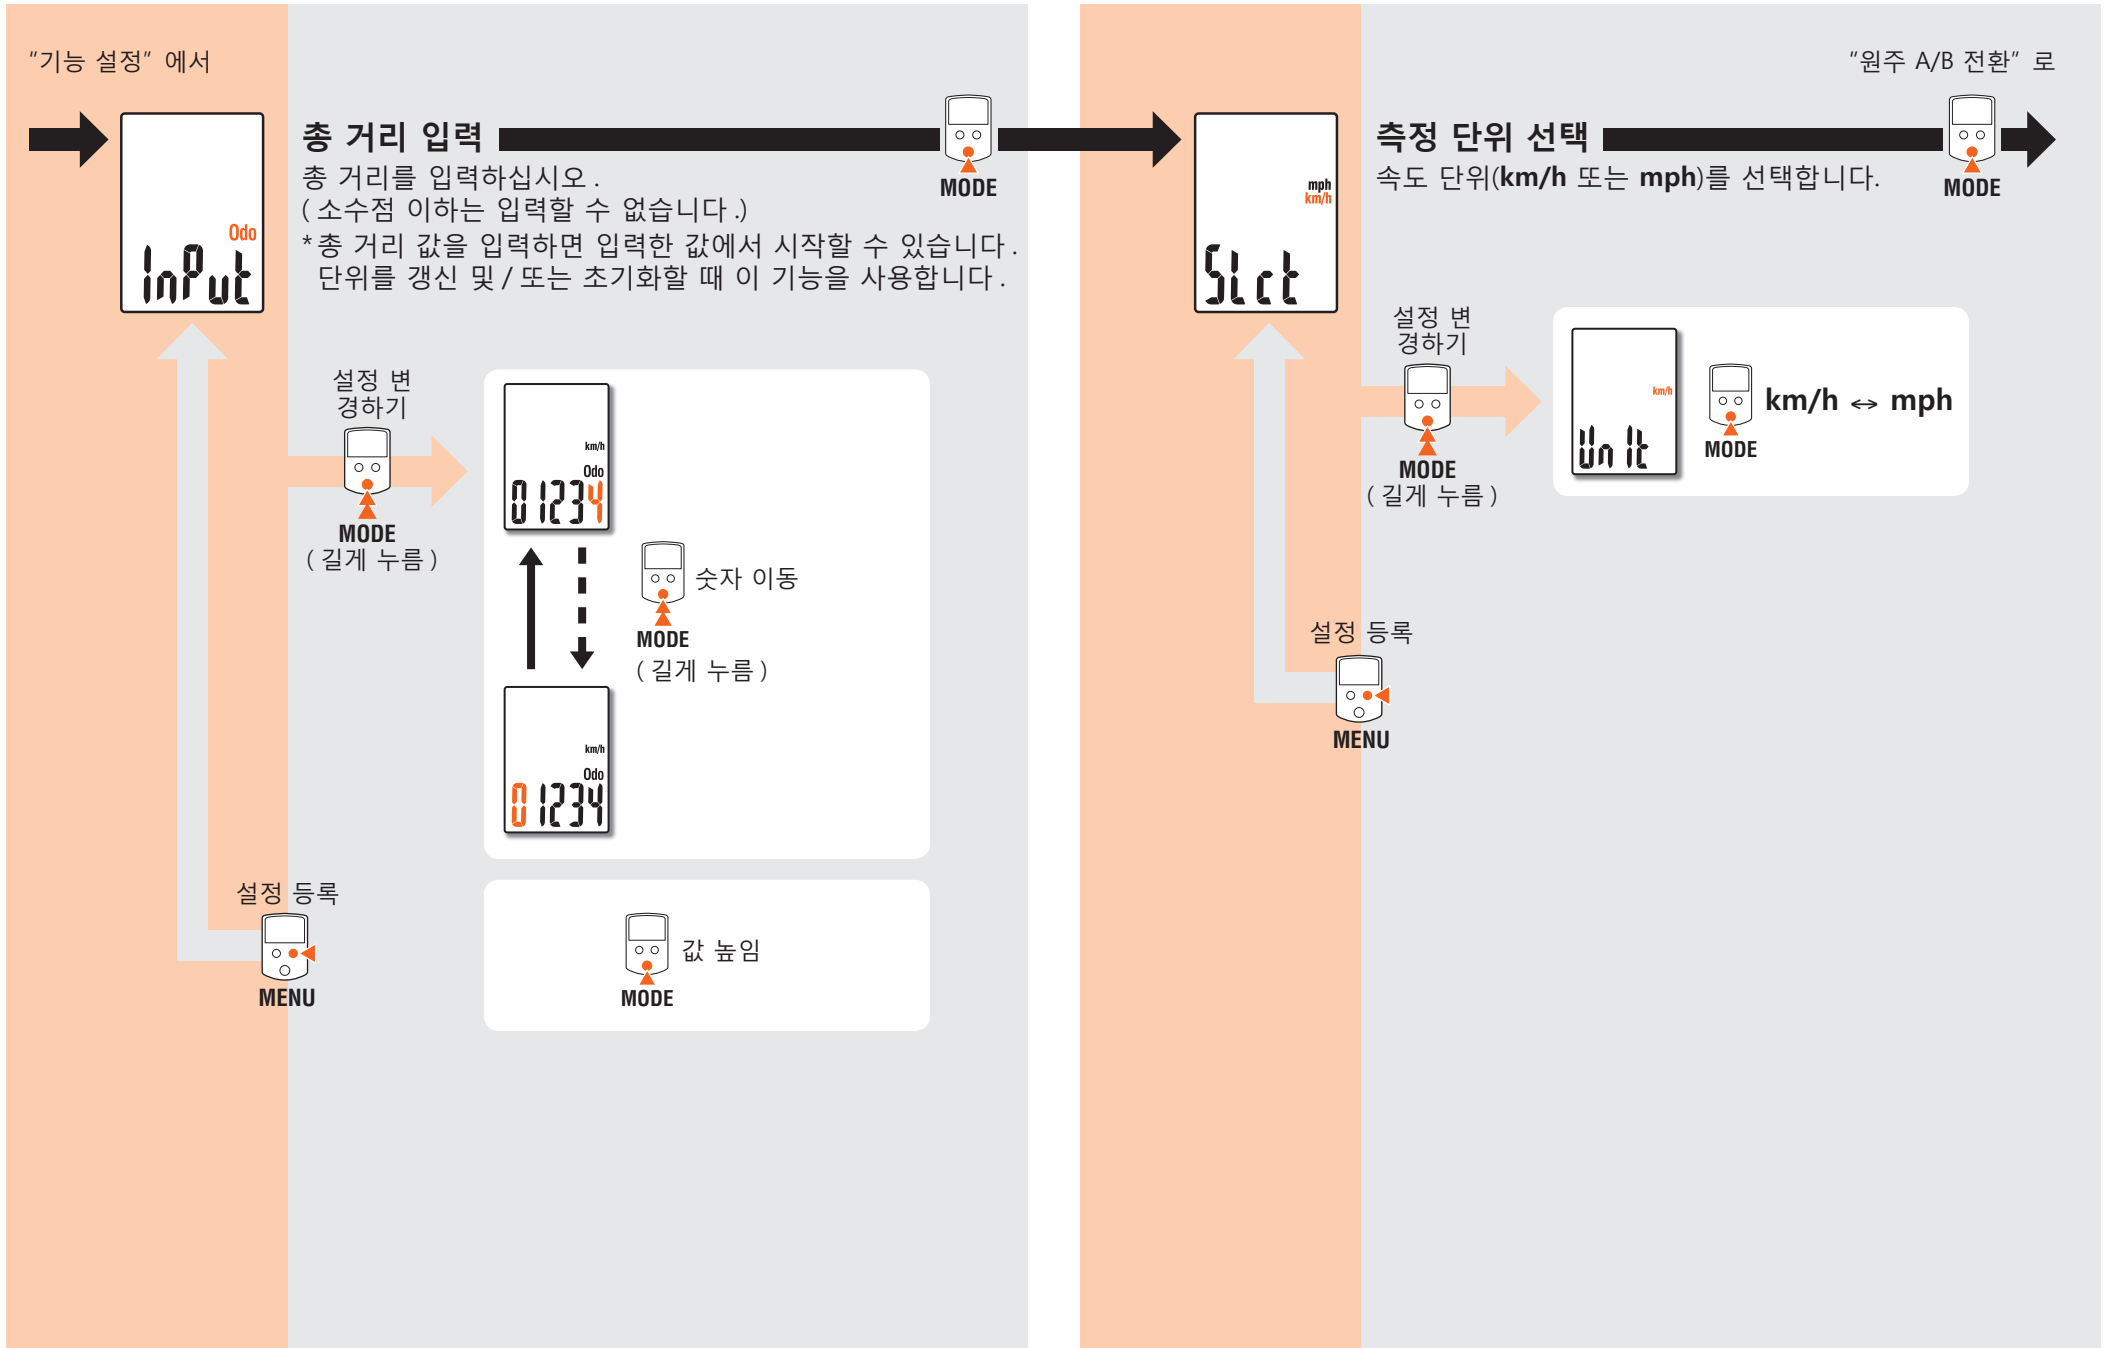 "기능 설정" 에서
Odo
InPut
총 거리 입력
MODE
총 거리를 입력하십시오.
(소수점 이하는 입력할 수 없습니다.)
*총 거리 값을 입력하면 입력한 값에서 시작할 수 있습니다.
단위를 갱신 및/또는 초기화할 때 이 기능을 사용합니다.
설정 변
경하기
MODE
(길게 누름)
km/h
Odo
01234
숫자 이동
MODE
(길게 누름)
km/h
Odo
01234
설정 등록
MENU
값 높임
MODE
"원주 A/B 전환" 로
mph
km/h
Slct
측정 단위 선택
MODE
속도 단위(km/h 또는 mph)를 선택합니다.
설정 변
경하기
MODE
(길게 누름)
km/h
Unit
MODE
km/h ↔ mph
설정 등록
MENU